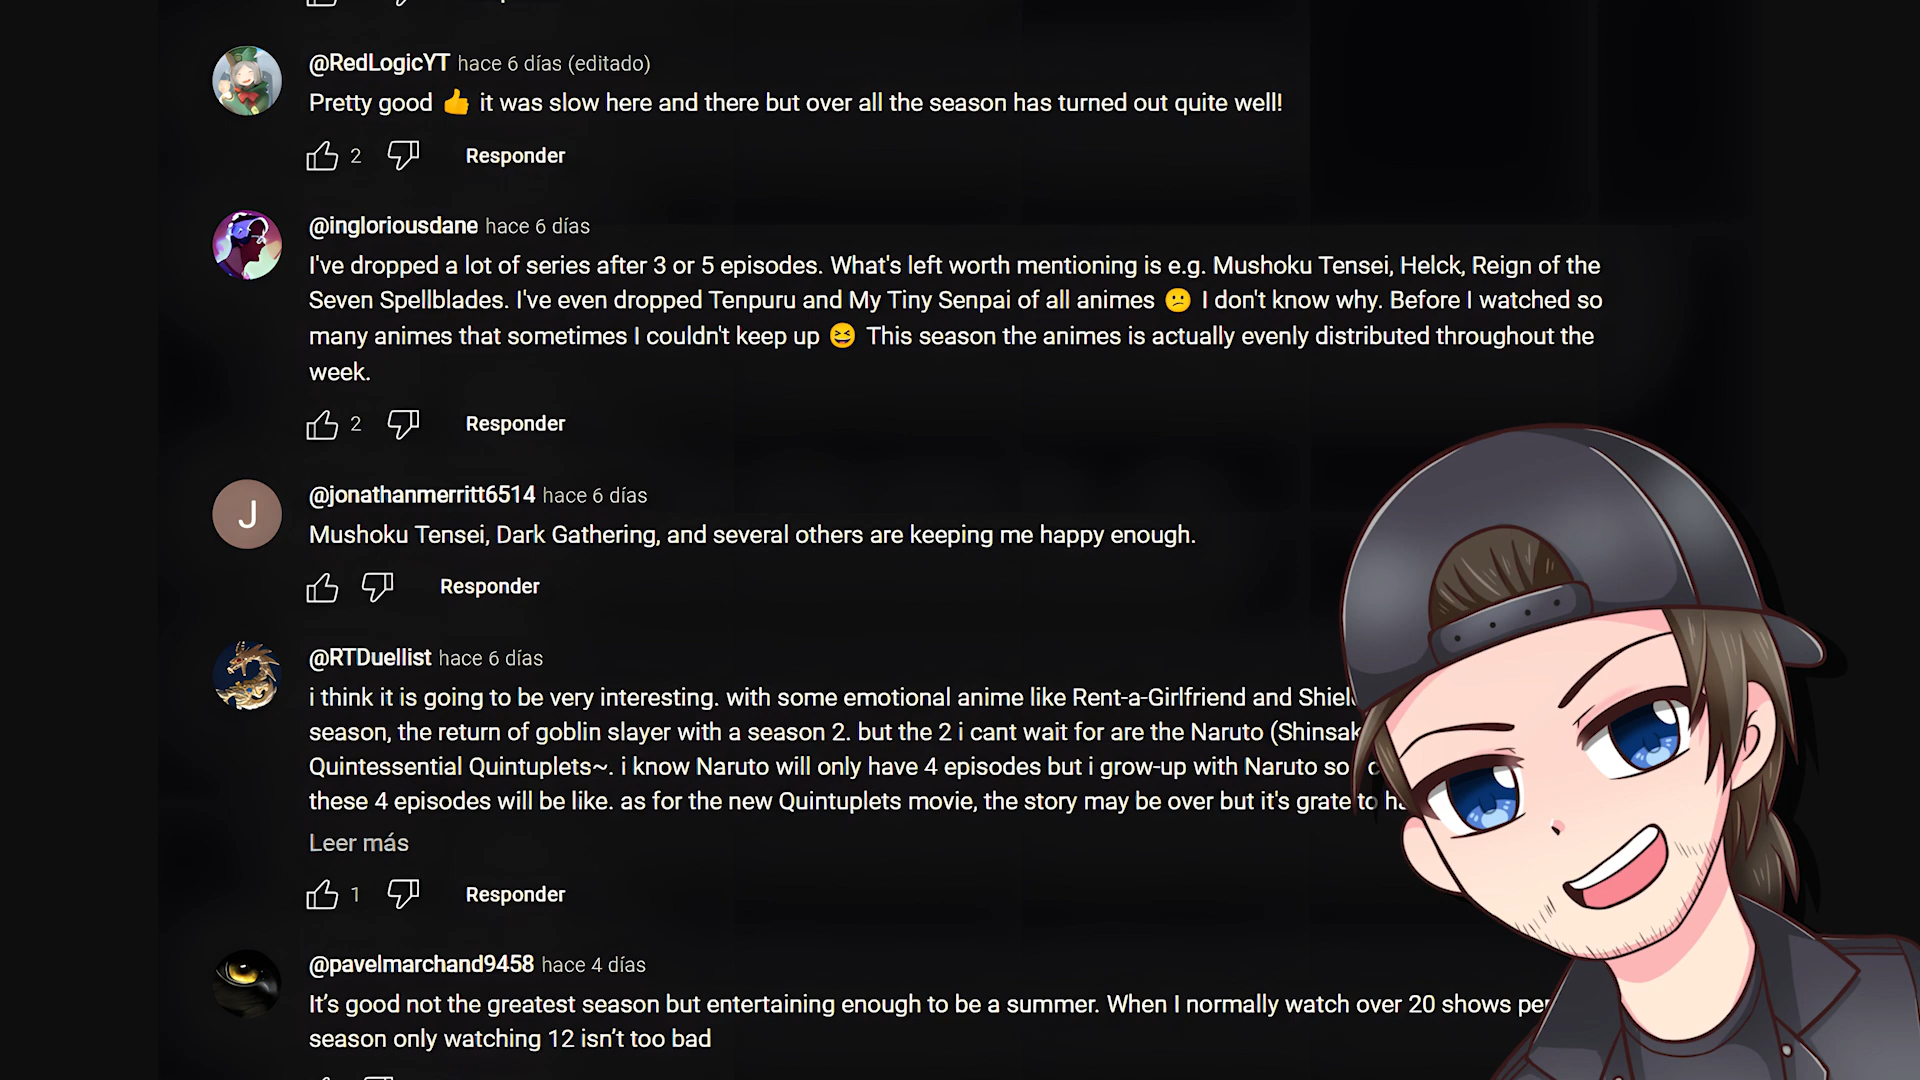 @RedLogicYT hace 6 días (editado)
Pretty good 👍 it was slow here and there but over all the season has turned out quite well!
2 Responder
@ingloriousdane hace 6 días
I've dropped a lot of series after 3 or 5 episodes. What's left worth mentioning is e.g. Mushoku Tensei, Helck, Reign of the
Seven Spellblades. I've even dropped Tenpuru and My Tiny Senpai of all animes 😕 I don't know why. Before I watched so
many animes that sometimes I couldn't keep up 😆 This season the animes is actually evenly distributed throughout the
week.
2 Responder
J
@jonathanmerritt6514 hace 6 días
Mushoku Tensei, Dark Gathering, and several others are keeping me happy enough.
Responder
@RTDuellist hace 6 días
i think it is going to be very interesting. with some emotional anime like Rent-a-Girlfriend and
season, the return of goblin slayer with a season 2. but the 2 i cant wait for are the Naruto
Quintessential Quintuplets~. i know Naruto will only have 4 episodes but i grow-up with Naruto so
these 4 episodes will be like. as for the new Quintuplets movie, the story may be over but it's grate to
Leer más
1 Responder
@pavelmarchand9458 hace 4 días
It’s good not the greatest season but entertaining enough to be a summer. When I normally watch over 20 shows per
season only watching 12 isn’t too bad